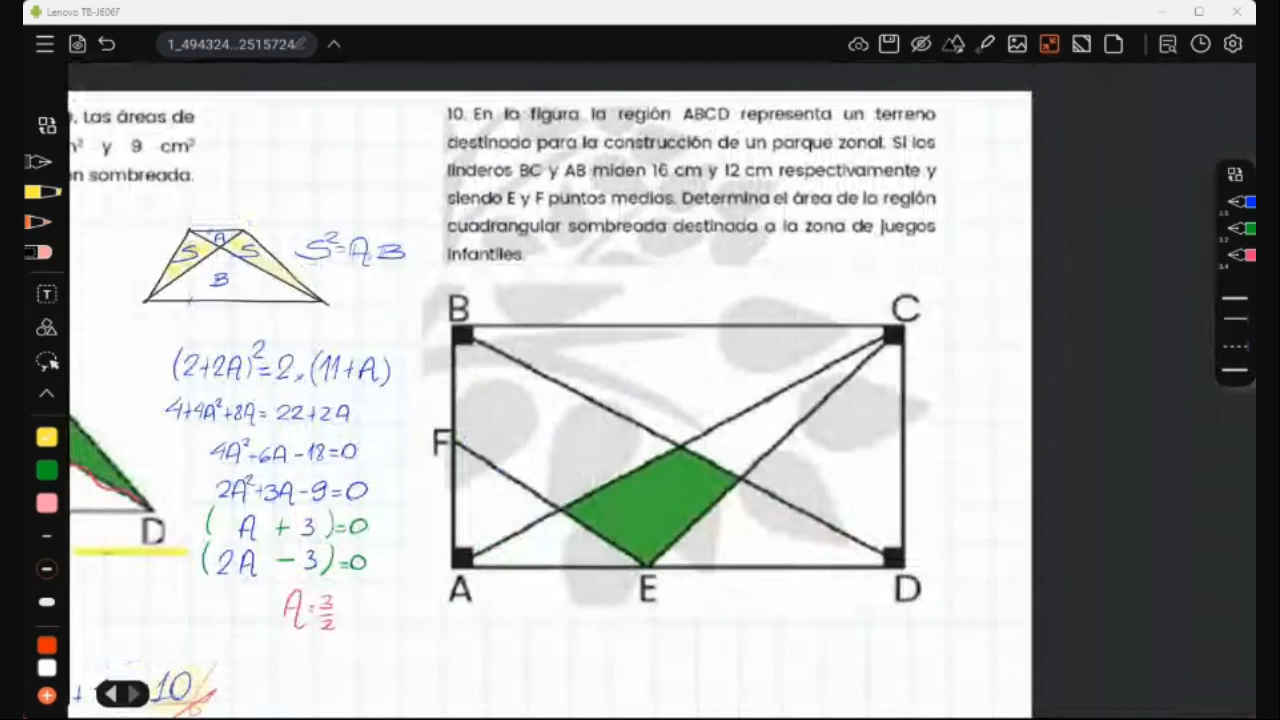 Lenovo TB-J606F
1_494324...2515724
. Las áreas de
y 9 cm²
n sombreada.
S A S S²=A.B
B
(2+2A)²=2.(11+A)
4+4A²+8A=22+2A
4A²+6A-18=0
2A²+3A-9=0
( A + 3)=0
(2A - 3)=0
A=3/2
D
10
10. En la figura la región ABCD representa un terreno
destinado para la construcción de un parque zonal. Si los
linderos BC y AB miden 16 cm y 12 cm respectivamente y
siendo E y F puntos medios. Determina el área de la región
cuadrangular sombreada destinada a la zona de juegos
infantiles.
B C
F
A E D